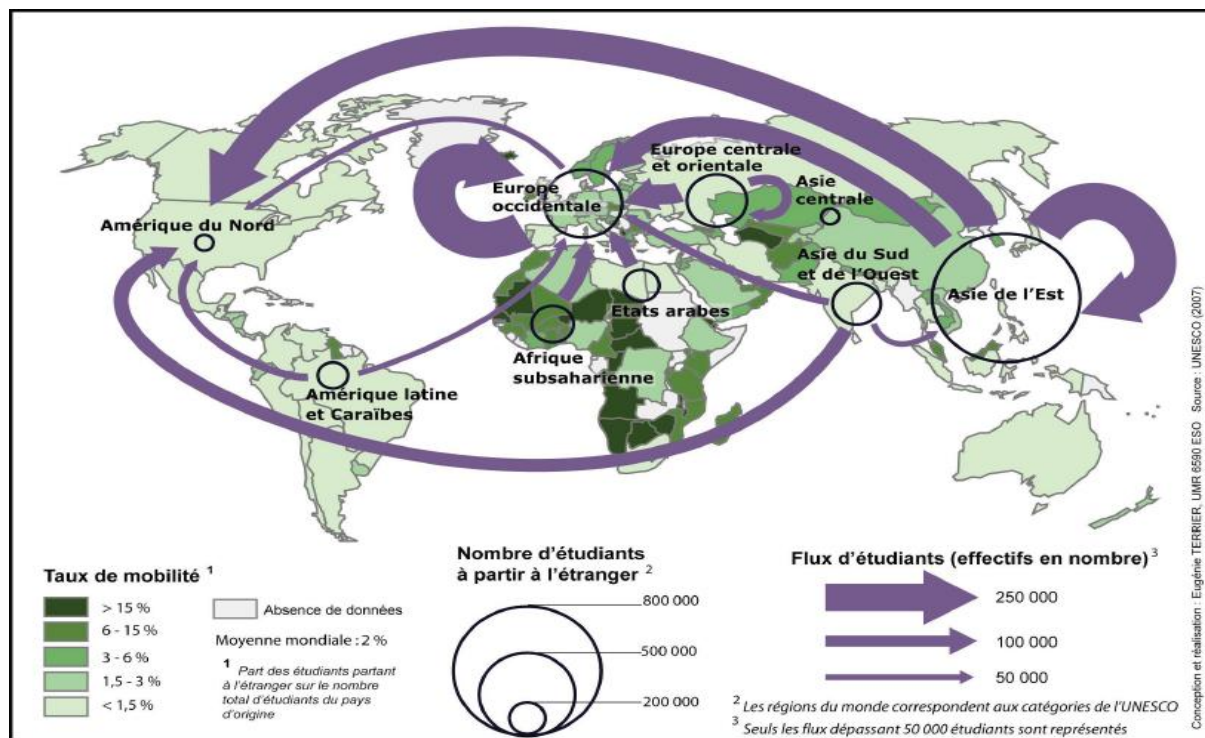 Europe centrale
et orientale
Asie
centrale
Europe
occidentale
Amérique du Nord
Asie du Sud
et de l'Ouest
Asie de l'Est
Etats arabes
Afrique
subsaharienne
Amérique latine
et Caraïbes
Taux de mobilité 1
> 15 %
6 - 15 %
3 - 6 %
1,5 - 3 %
< 1,5 %
Absence de données
Moyenne mondiale : 2 %
1 Part des étudiants partant
à l'étranger sur le nombre
total d'étudiants du pays
d'origine
Nombre d'étudiants
à partir à l'étranger 2
800 000
500 000
200 000
Flux d'étudiants (effectifs en nombre) 3
250 000
100 000
50 000
2 Les régions du monde correspondent aux catégories de l'UNESCO
3 Seuls les flux dépassant 50 000 étudiants sont représentés
Conception et réalisation : Eugénie TERRIER, UMR 6590 ESO Source : UNESCO (2007)